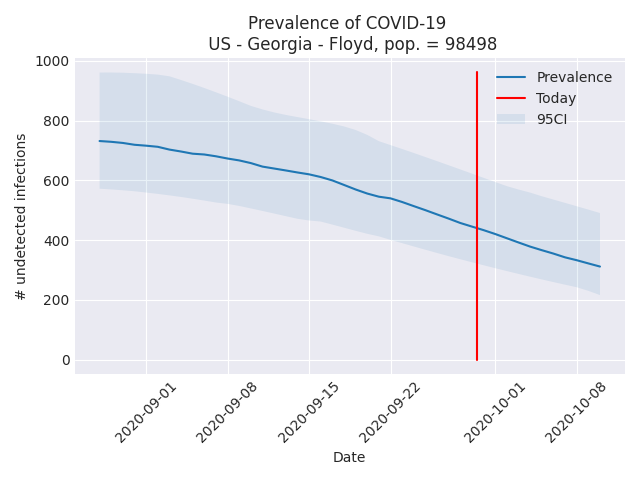 Prevalence of COVID-19
US - Georgia - Floyd, pop. = 98498
# undetected infections
1000
800
600
400
200
0
Prevalence
Today
95CI
2020-09-01
2020-09-08
2020-09-15
2020-09-22
2020-10-01
2020-10-08
Date